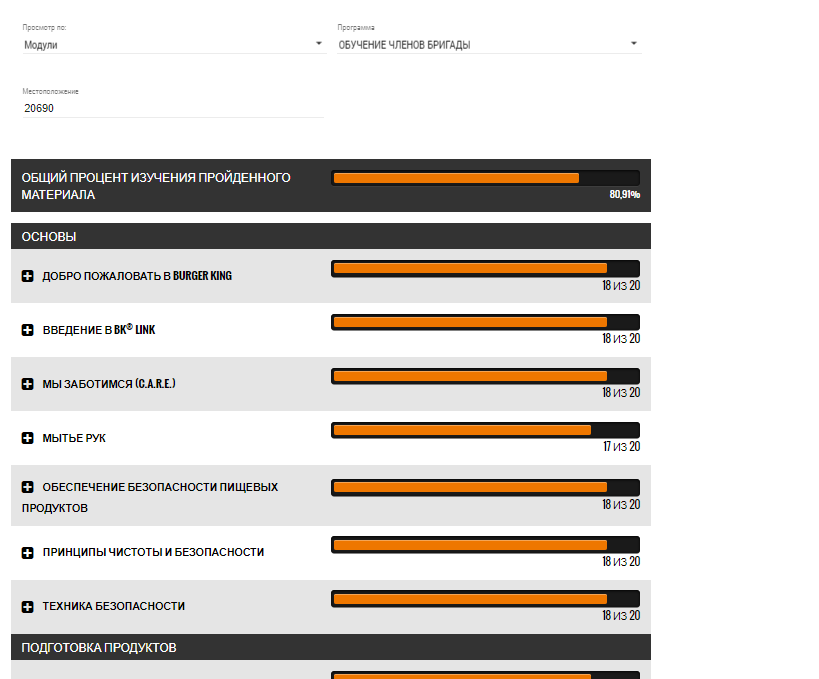 Просмотр по:
Программа
Модули
ОБУЧЕНИЕ ЧЛЕНОВ БРИГАДЫ
Местоположение
20690
ОБЩИЙ ПРОЦЕНТ ИЗУЧЕНИЯ ПРОЙДЕННОГО
МАТЕРИАЛА
80,91%
ОСНОВЫ
ДОБРО ПОЖАЛОВАТЬ В BURGER KING
18 ИЗ 20
ВВЕДЕНИЕ В BK® LINK
18 ИЗ 20
МЫ ЗАБОТИМСЯ (C.A.R.E.)
18 ИЗ 20
МЫТЬЕ РУК
17 ИЗ 20
ОБЕСПЕЧЕНИЕ БЕЗОПАСНОСТИ ПИЩЕВЫХ
ПРОДУКТОВ
18 ИЗ 20
ПРИНЦИПЫ ЧИСТОТЫ И БЕЗОПАСНОСТИ
18 ИЗ 20
ТЕХНИКА БЕЗОПАСНОСТИ
18 ИЗ 20
ПОДГОТОВКА ПРОДУКТОВ